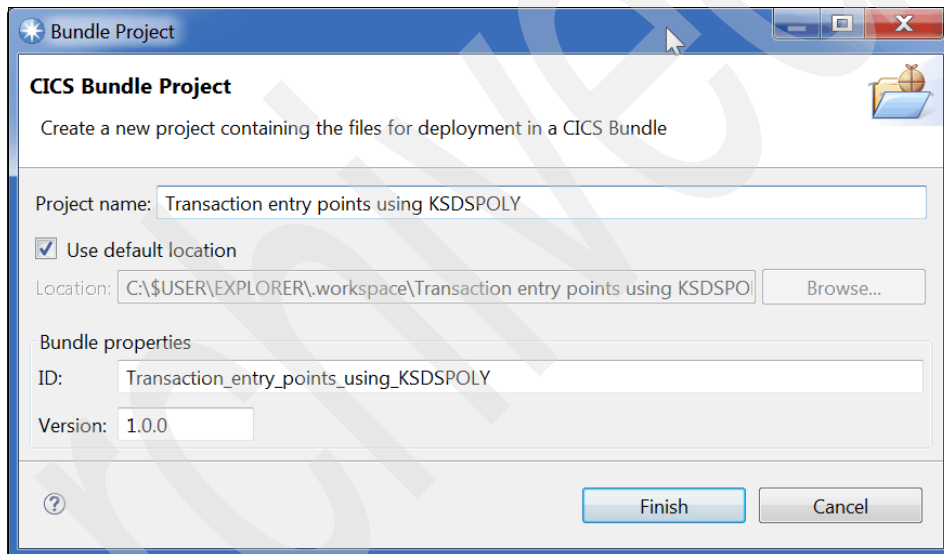 Bundle Project
CICS Bundle Project
Create a new project containing the files for deployment in a CICS Bundle
Project name: Transaction entry points using KSDSPOLY
Use default location
Location: C:\$USER\EXPLORER\.workspace\Transaction entry points using KSDSPO Browse...
Bundle properties
ID: Transaction_entry_points_using_KSDSPOLY
Version: 1.0.0
Finish Cancel